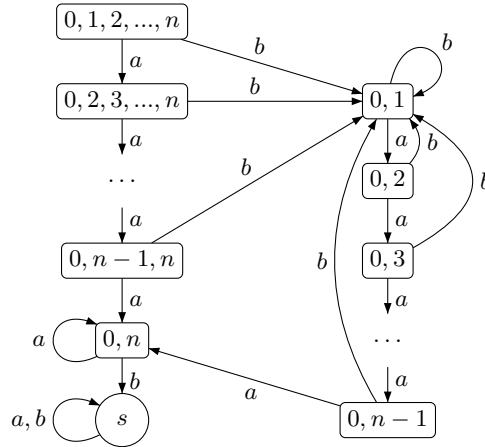 0, 1, 2, ..., n
b
b
a
0, 2, 3, ..., n
b
0, 1
a
a
b
...
b
0, 2
a
a
b
0, n − 1, n
b
0, 3
a
a
a
0, n
...
b
a
a
a, b
s
0, n − 1